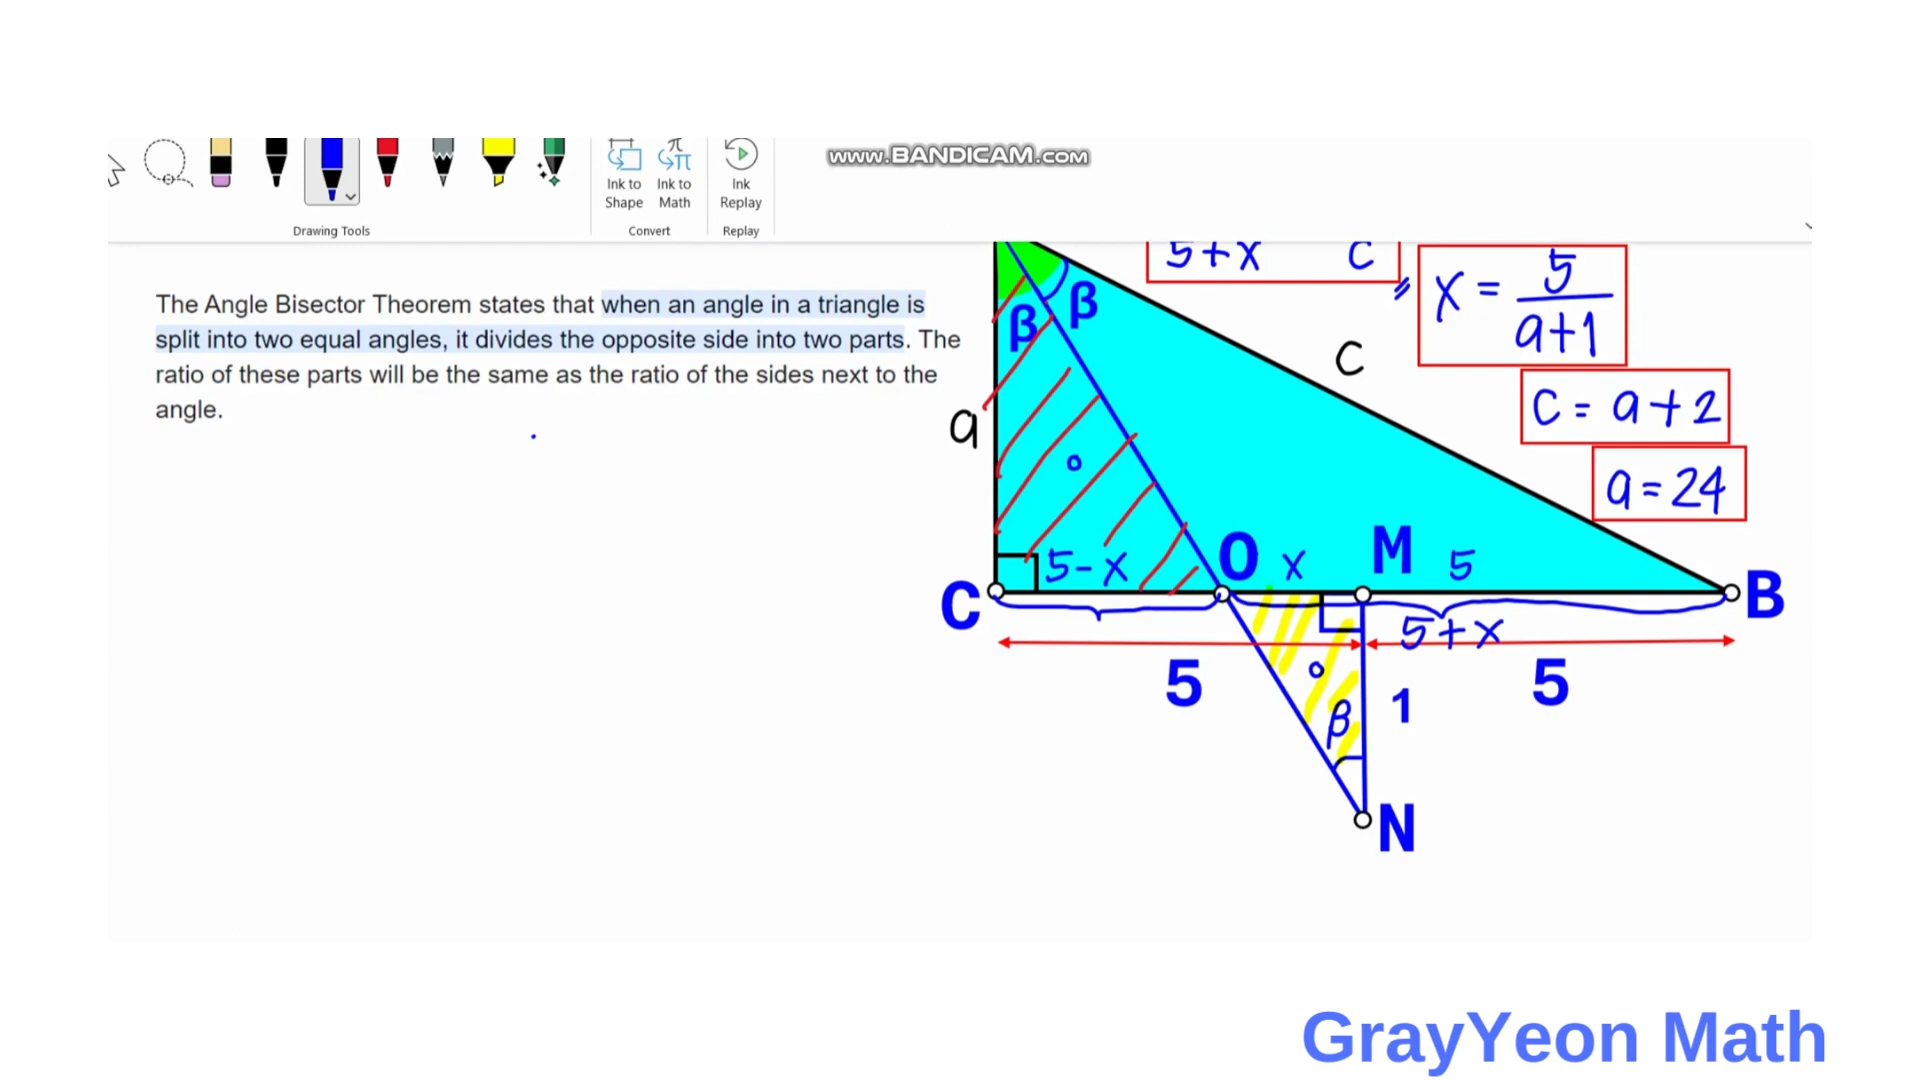 www.BANDICAM.com
Ink to Shape
Ink to Math
Ink Replay
Drawing Tools
Convert
Replay
The Angle Bisector Theorem states that when an angle in a triangle is
split into two equal angles, it divides the opposite side into two parts. The
ratio of these parts will be the same as the ratio of the sides next to the
angle.
5+x c
x = 5/(a+1)
β β
c
c = a+2
a
a = 24
5-x O x M 5
C B
5+x
5 5
1
β
N
GrayYeon Math